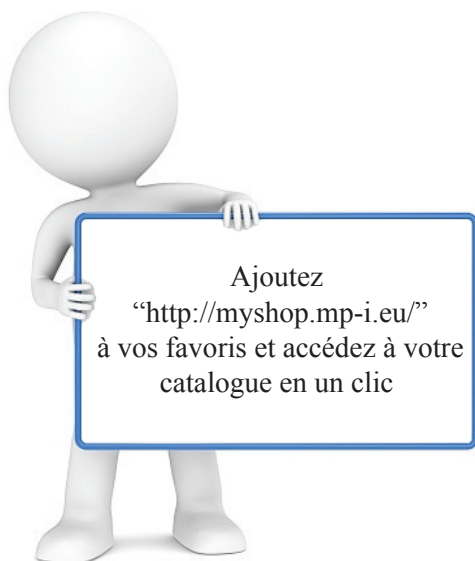 Ajoutez
“http://myshop.mp-i.eu/”
à vos favoris et accédez à votre
catalogue en un clic